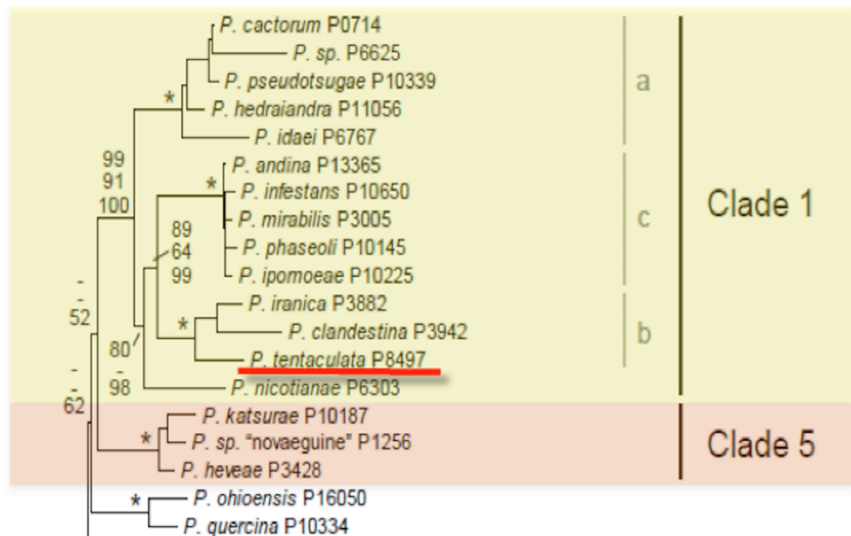 P. cactorum P0714
P. sp. P6625
P. pseudotsugae P10339
a
* P. hedraiandra P11056
P. idaei P6767
99
91
100
P. andina P13365
* P. infestans P10650
P. mirabilis P3005
c
Clade 1
89
64
99
P. phaseoli P10145
P. ipomoeae P10225
-
-
52
P. iranica P3882
* P. clandestina P3942
b
80
-
98
P. tentaculata P8497
P. nicotianae P6303
-
-
62
P. katsurae P10187
* P. sp. “novaeguine” P1256
Clade 5
P. heveae P3428
* P. ohioensis P16050
P. quercina P10334